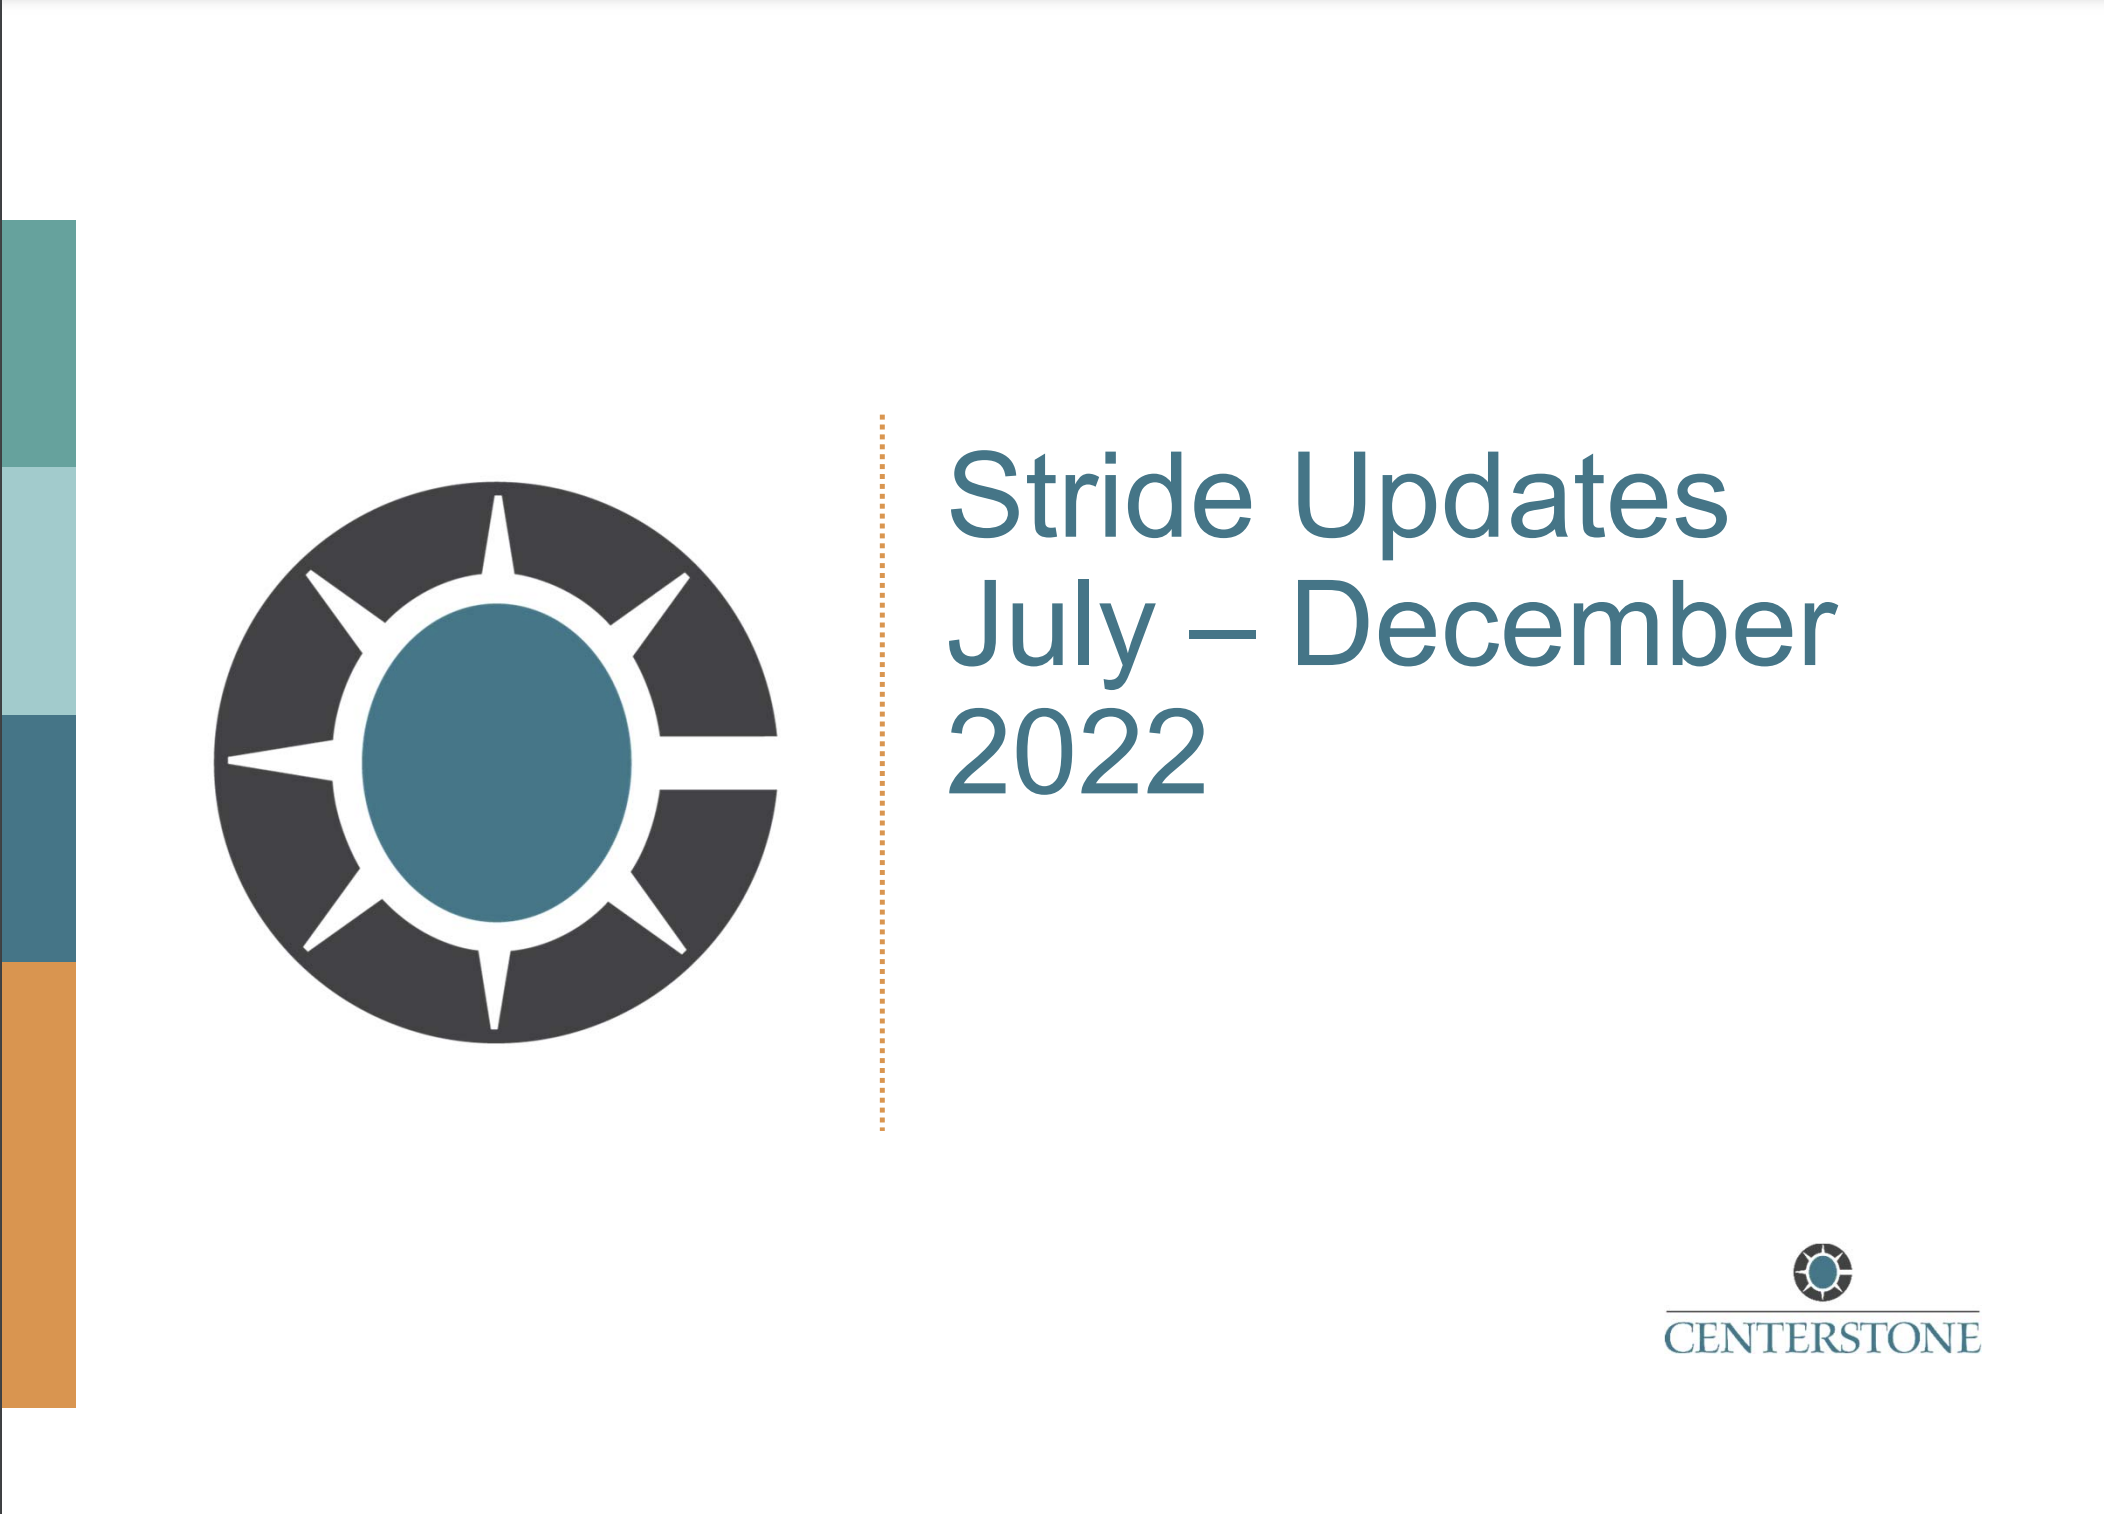 Stride Updates
July – December
2022
CENTERSTONE